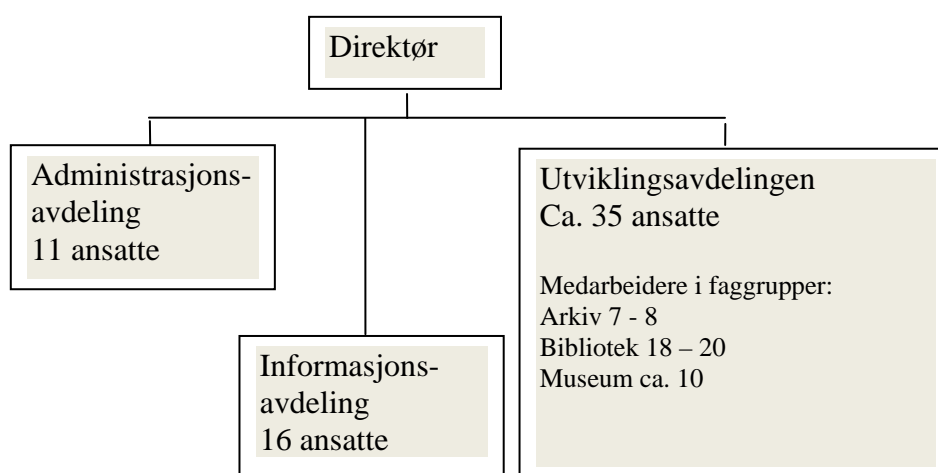 Direktør
Administrasjons-
avdeling
11 ansatte
Informasjons-
avdeling
16 ansatte
Utviklingsavdelingen
Ca. 35 ansatte
Medarbeidere i faggrupper:
Arkiv 7 - 8
Bibliotek 18 – 20
Museum ca. 10